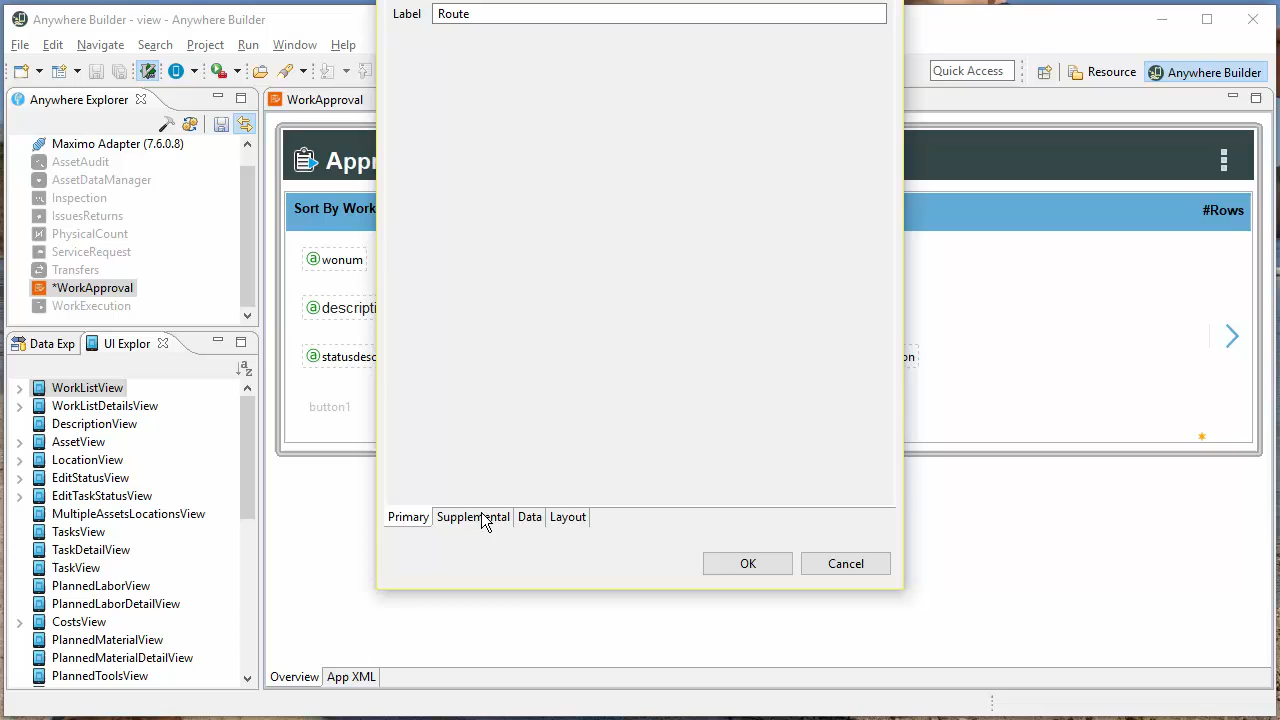 Anywhere Builder - view - Anywhere Builder
File Edit Navigate Search Project Run Window Help
Quick Access
Resource
Anywhere Builder
Anywhere Explorer
Maximo Adapter (7.6.0.8)
AssetAudit
AssetDataManager
Inspection
IssuesReturns
PhysicalCount
ServiceRequest
Transfers
*WorkApproval
WorkExecution
Data Exp
UI Explor
WorkListView
WorkListDetailsView
DescriptionView
AssetView
LocationView
EditStatusView
EditTaskStatusView
MultipleAssetsLocationsView
TasksView
TaskDetailView
TaskView
PlannedLaborView
PlannedLaborDetailView
CostsView
PlannedMaterialView
PlannedMaterialDetailView
PlannedToolsView
WorkApproval
Appr
Sort By Work
#Rows
wonum
descripti
statusdesc
on
button1
Label Route
Primary Supplemental Data Layout
OK Cancel
Overview App XML